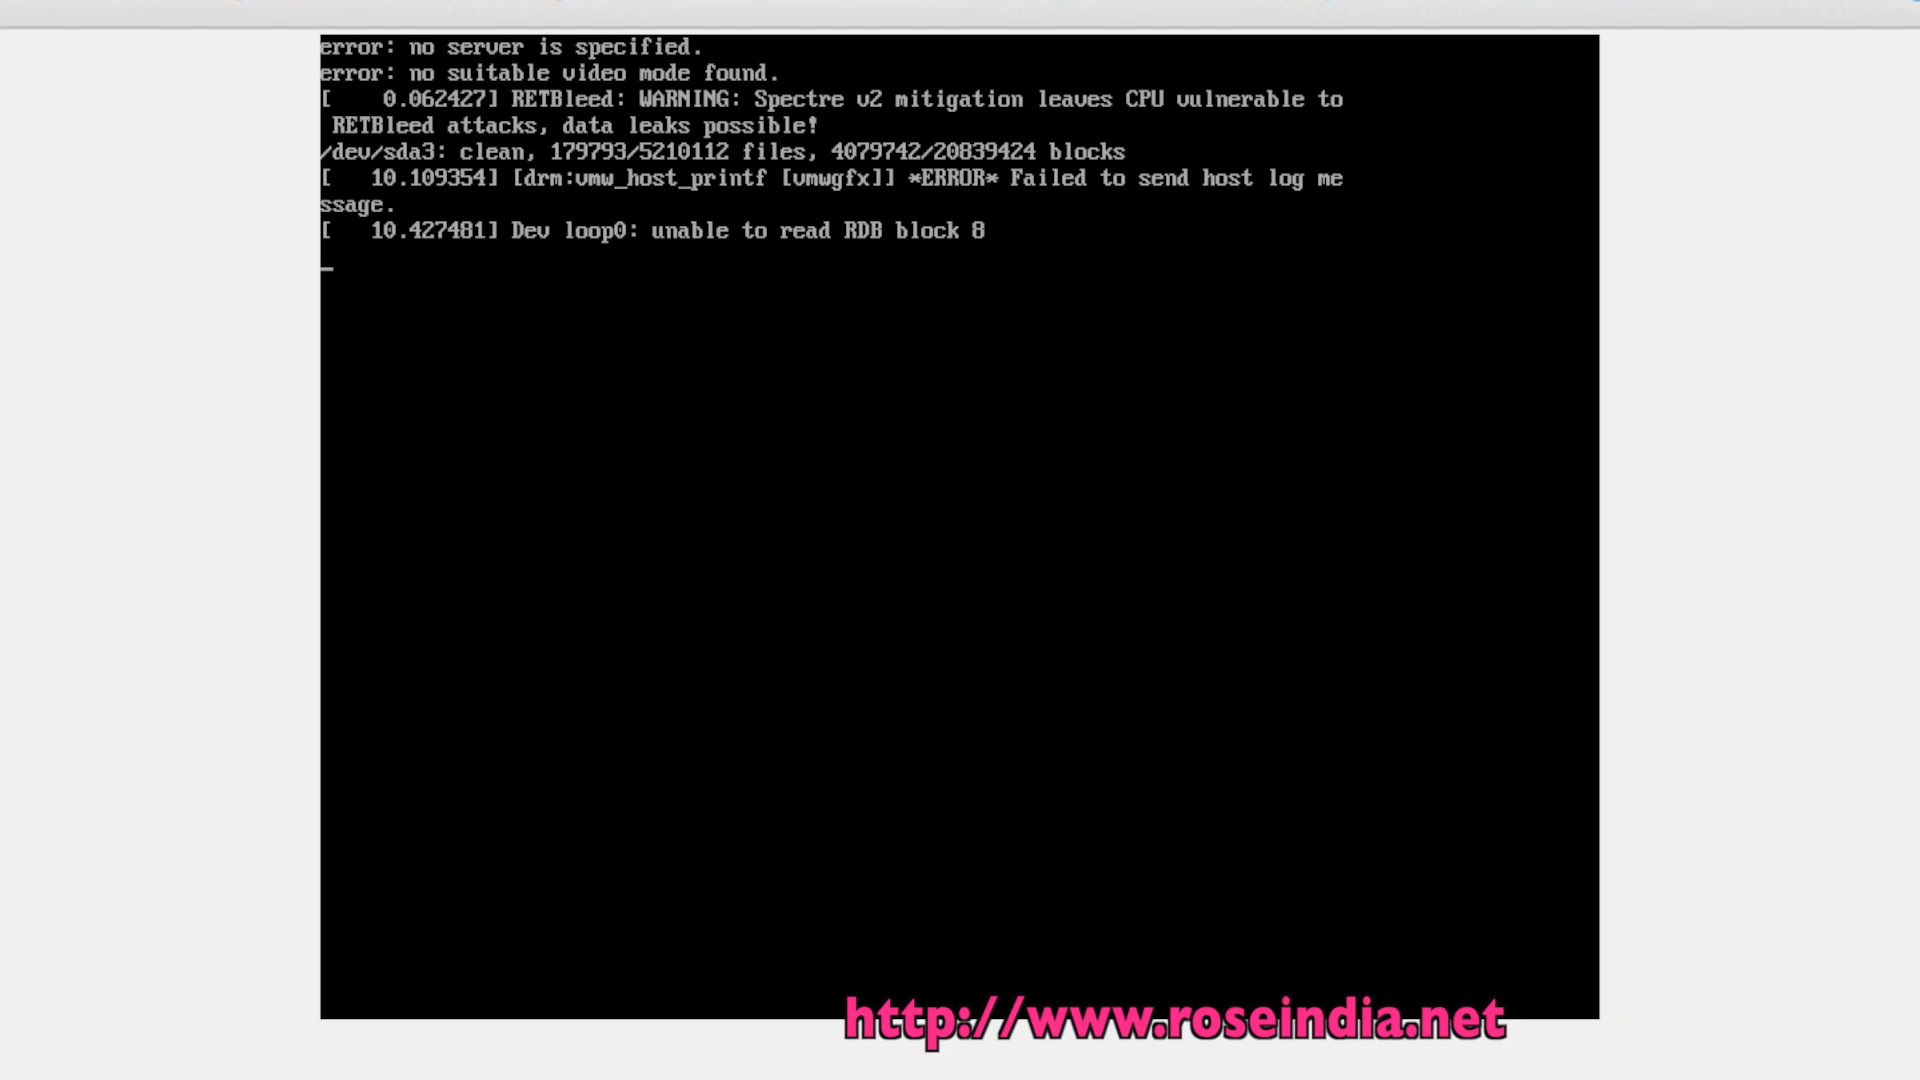 error: no server is specified.
error: no suitable video mode found.
[    0.062427] RETBleed: WARNING: Spectre v2 mitigation leaves CPU vulnerable to
 RETBleed attacks, data leaks possible!
/dev/sda3: clean, 179793/5210112 files, 4079742/20839424 blocks
[   10.109354] [drm:vmw_host_printf [vmwgfx]] *ERROR* Failed to send host log me
ssage.
[   10.427481] Dev loop0: unable to read RDB block 8
http://www.roseindia.net